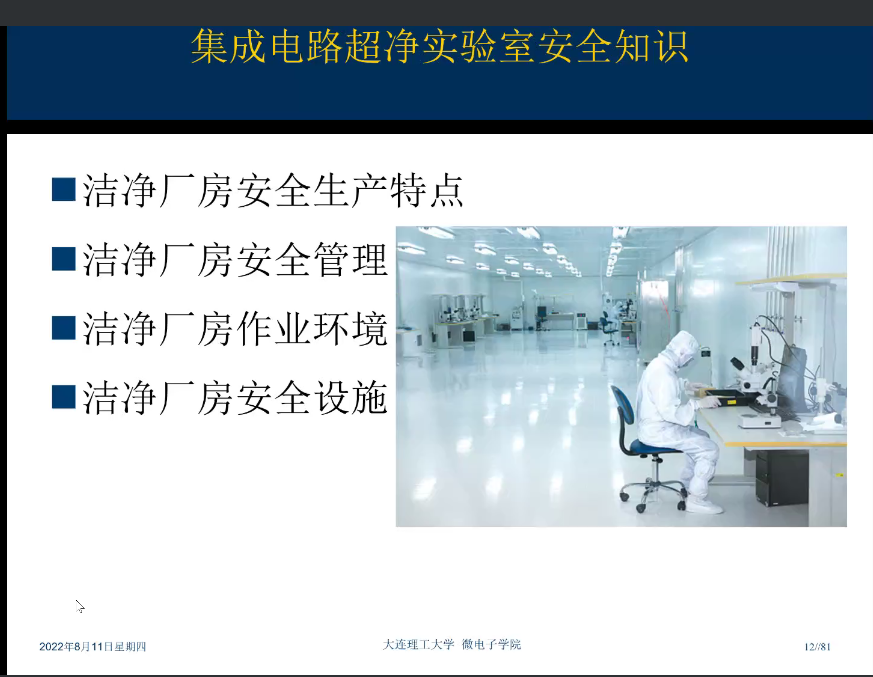 集成电路超净实验室安全知识
洁净厂房安全生产特点
洁净厂房安全管理
洁净厂房作业环境
洁净厂房安全设施
2022年8月11日星期四
大连理工大学 微电子学院
12//81